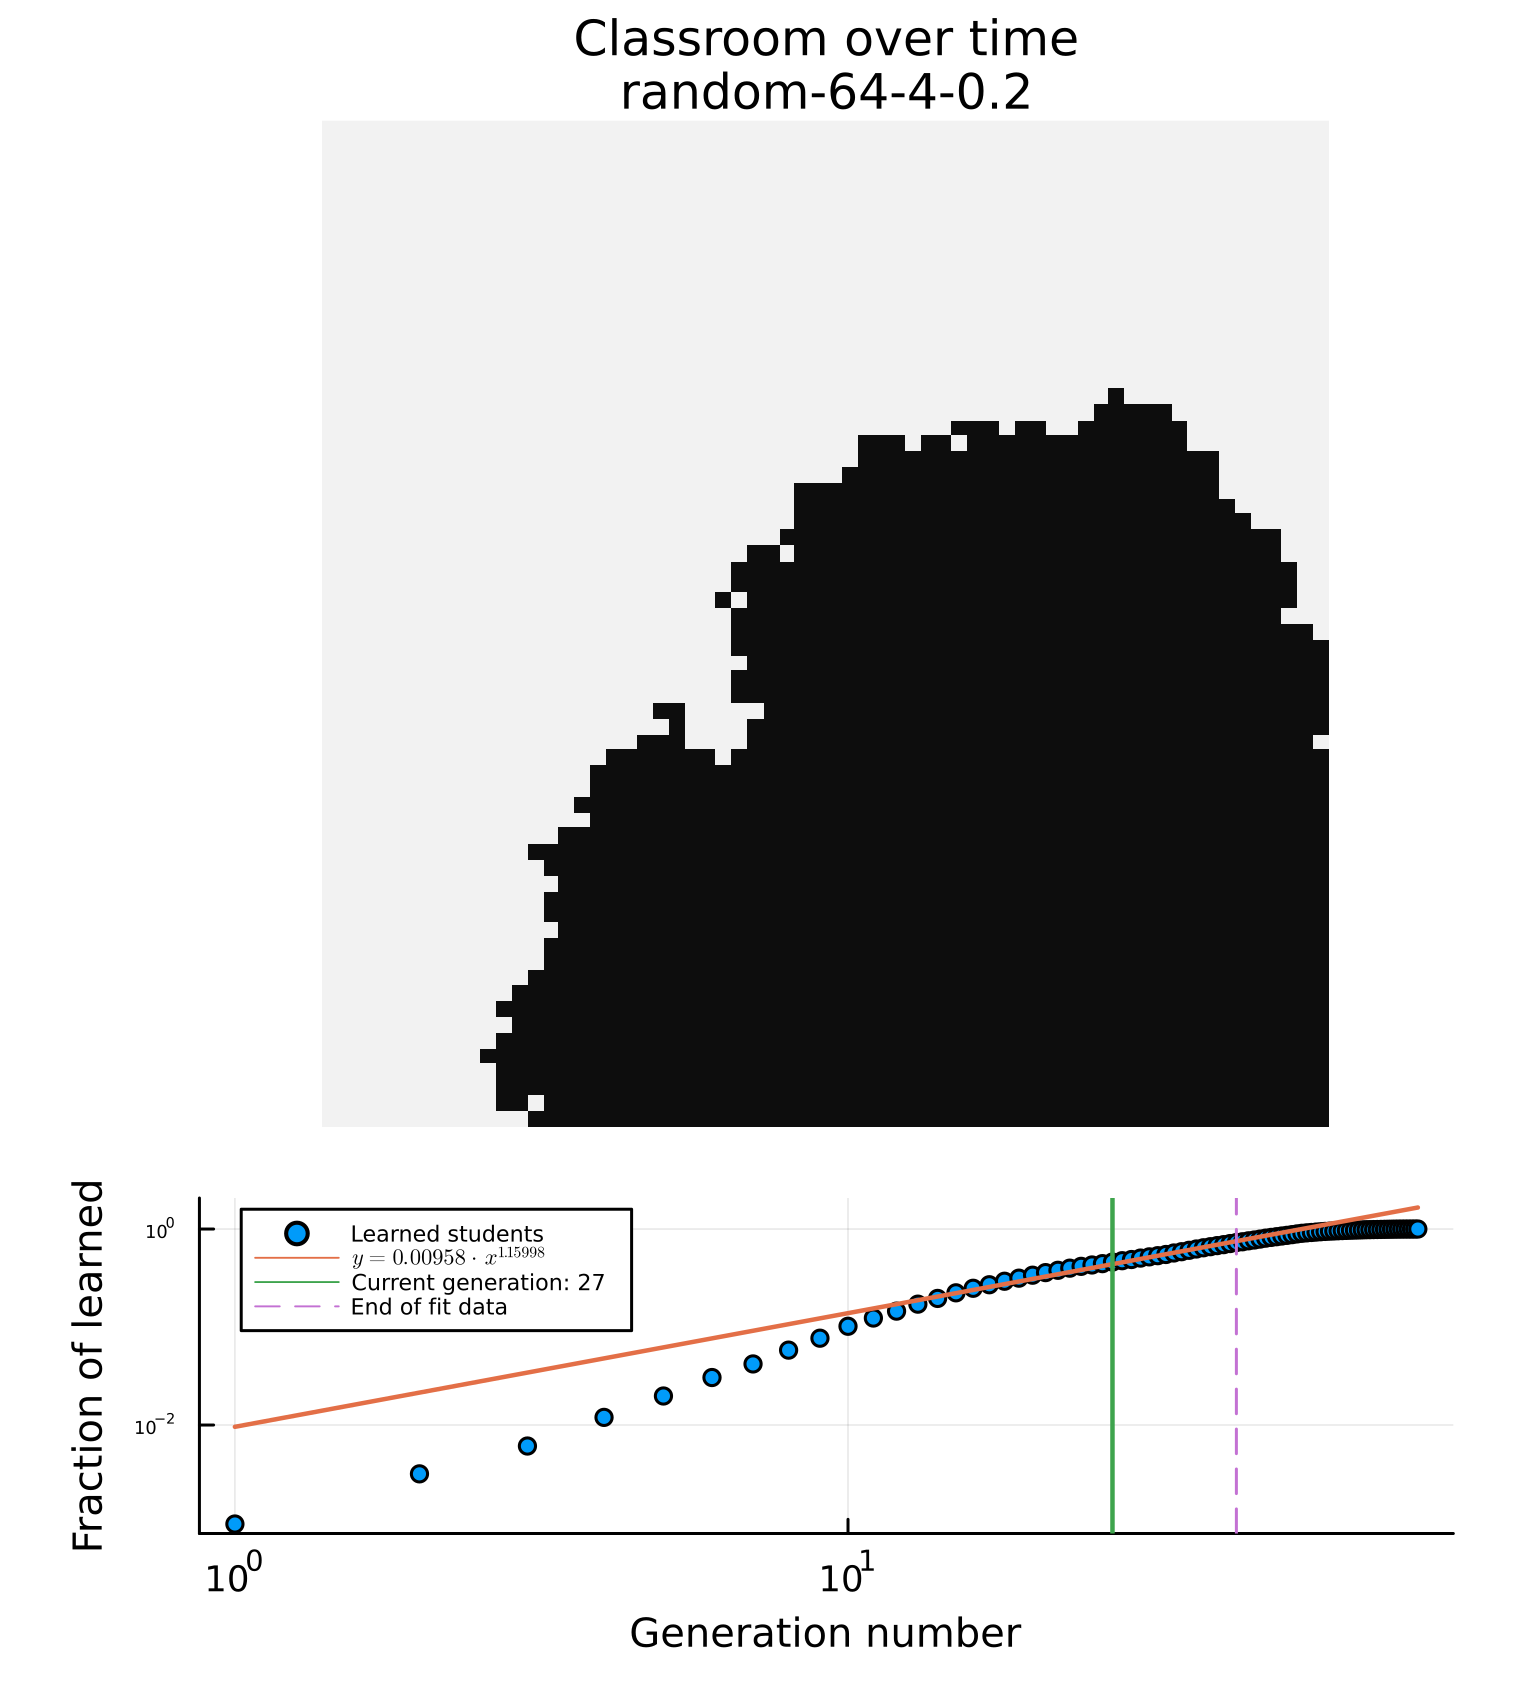 Classroom over time
random-64-4-0.2
Fraction of learned
10^0
10^-2
Learned students
y = 0.00958 · x^1.15998
Current generation: 27
End of fit data
10^0
10^1
Generation number